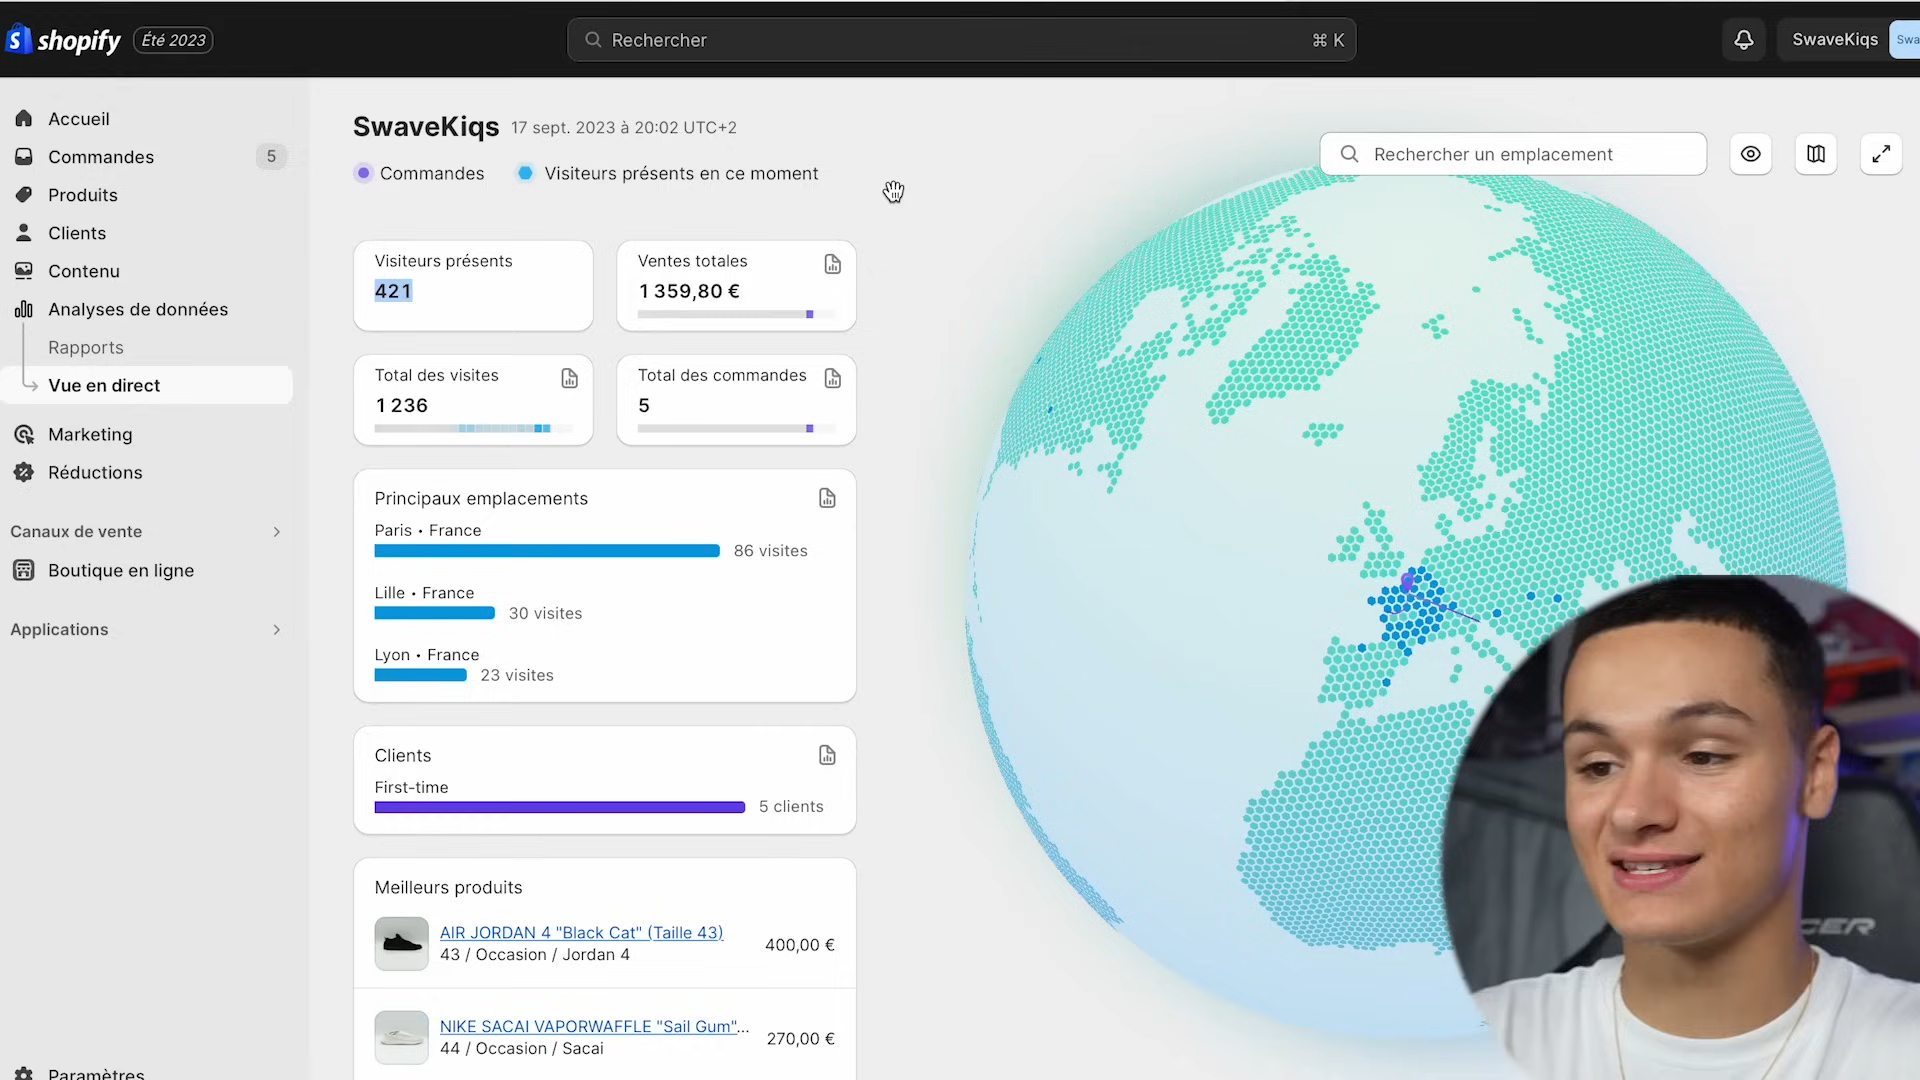 shopify
Été 2023
Rechercher
⌘ K
SwaveKiqs
Swa
Accueil
Commandes
5
Produits
Clients
Contenu
Analyses de données
Rapports
Vue en direct
Marketing
Réductions
Canaux de vente
Boutique en ligne
Applications
Paramètres
SwaveKiqs 17 sept. 2023 à 20:02 UTC+2
Commandes
Visiteurs présents en ce moment
Rechercher un emplacement
Visiteurs présents
421
Ventes totales
1 359,80 €
Total des visites
1 236
Total des commandes
5
Principaux emplacements
Paris • France
86 visites
Lille • France
30 visites
Lyon • France
23 visites
Clients
First-time
5 clients
Meilleurs produits
AIR JORDAN 4 "Black Cat" (Taille 43)
43 / Occasion / Jordan 4
400,00 €
NIKE SACAI VAPORWAFFLE "Sail Gum"...
44 / Occasion / Sacai
270,00 €